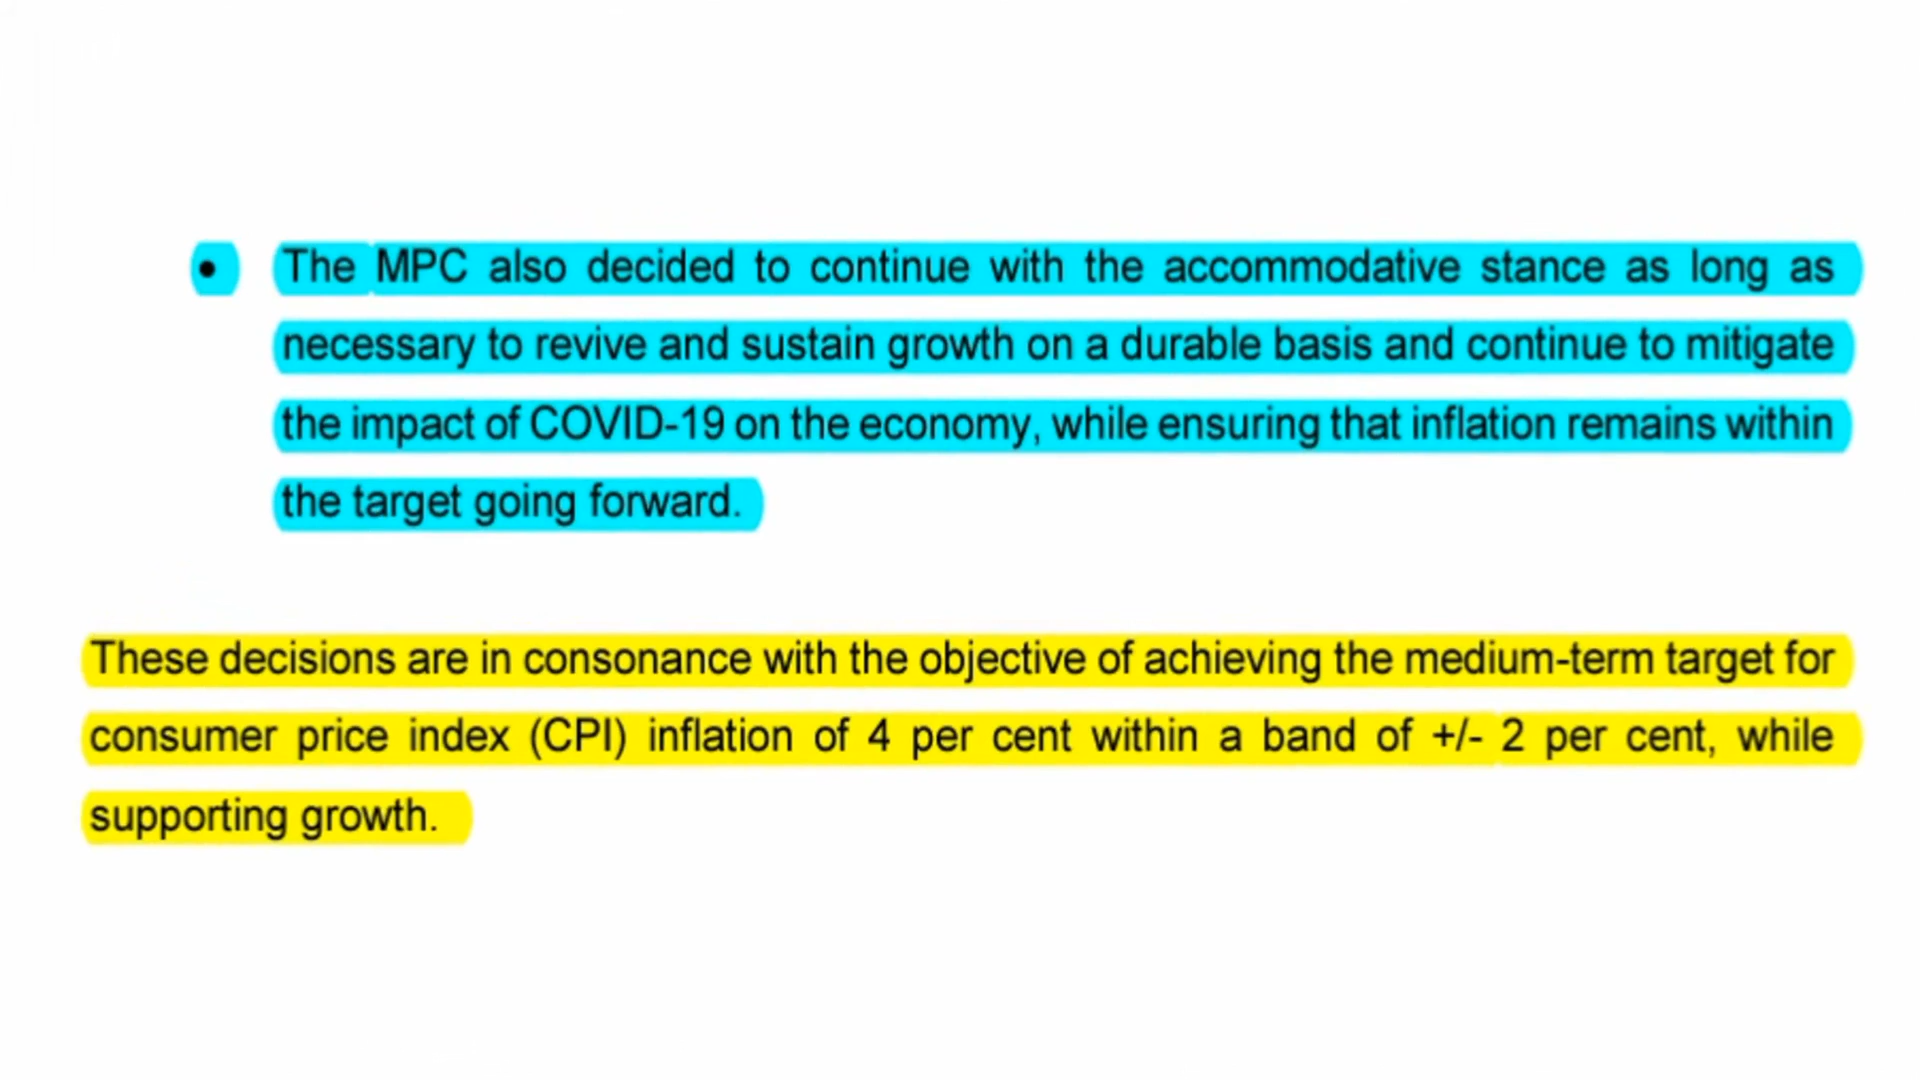 • The MPC also decided to continue with the accommodative stance as long as
necessary to revive and sustain growth on a durable basis and continue to mitigate
the impact of COVID-19 on the economy, while ensuring that inflation remains within
the target going forward.
These decisions are in consonance with the objective of achieving the medium-term target for
consumer price index (CPI) inflation of 4 per cent within a band of +/- 2 per cent, while
supporting growth.